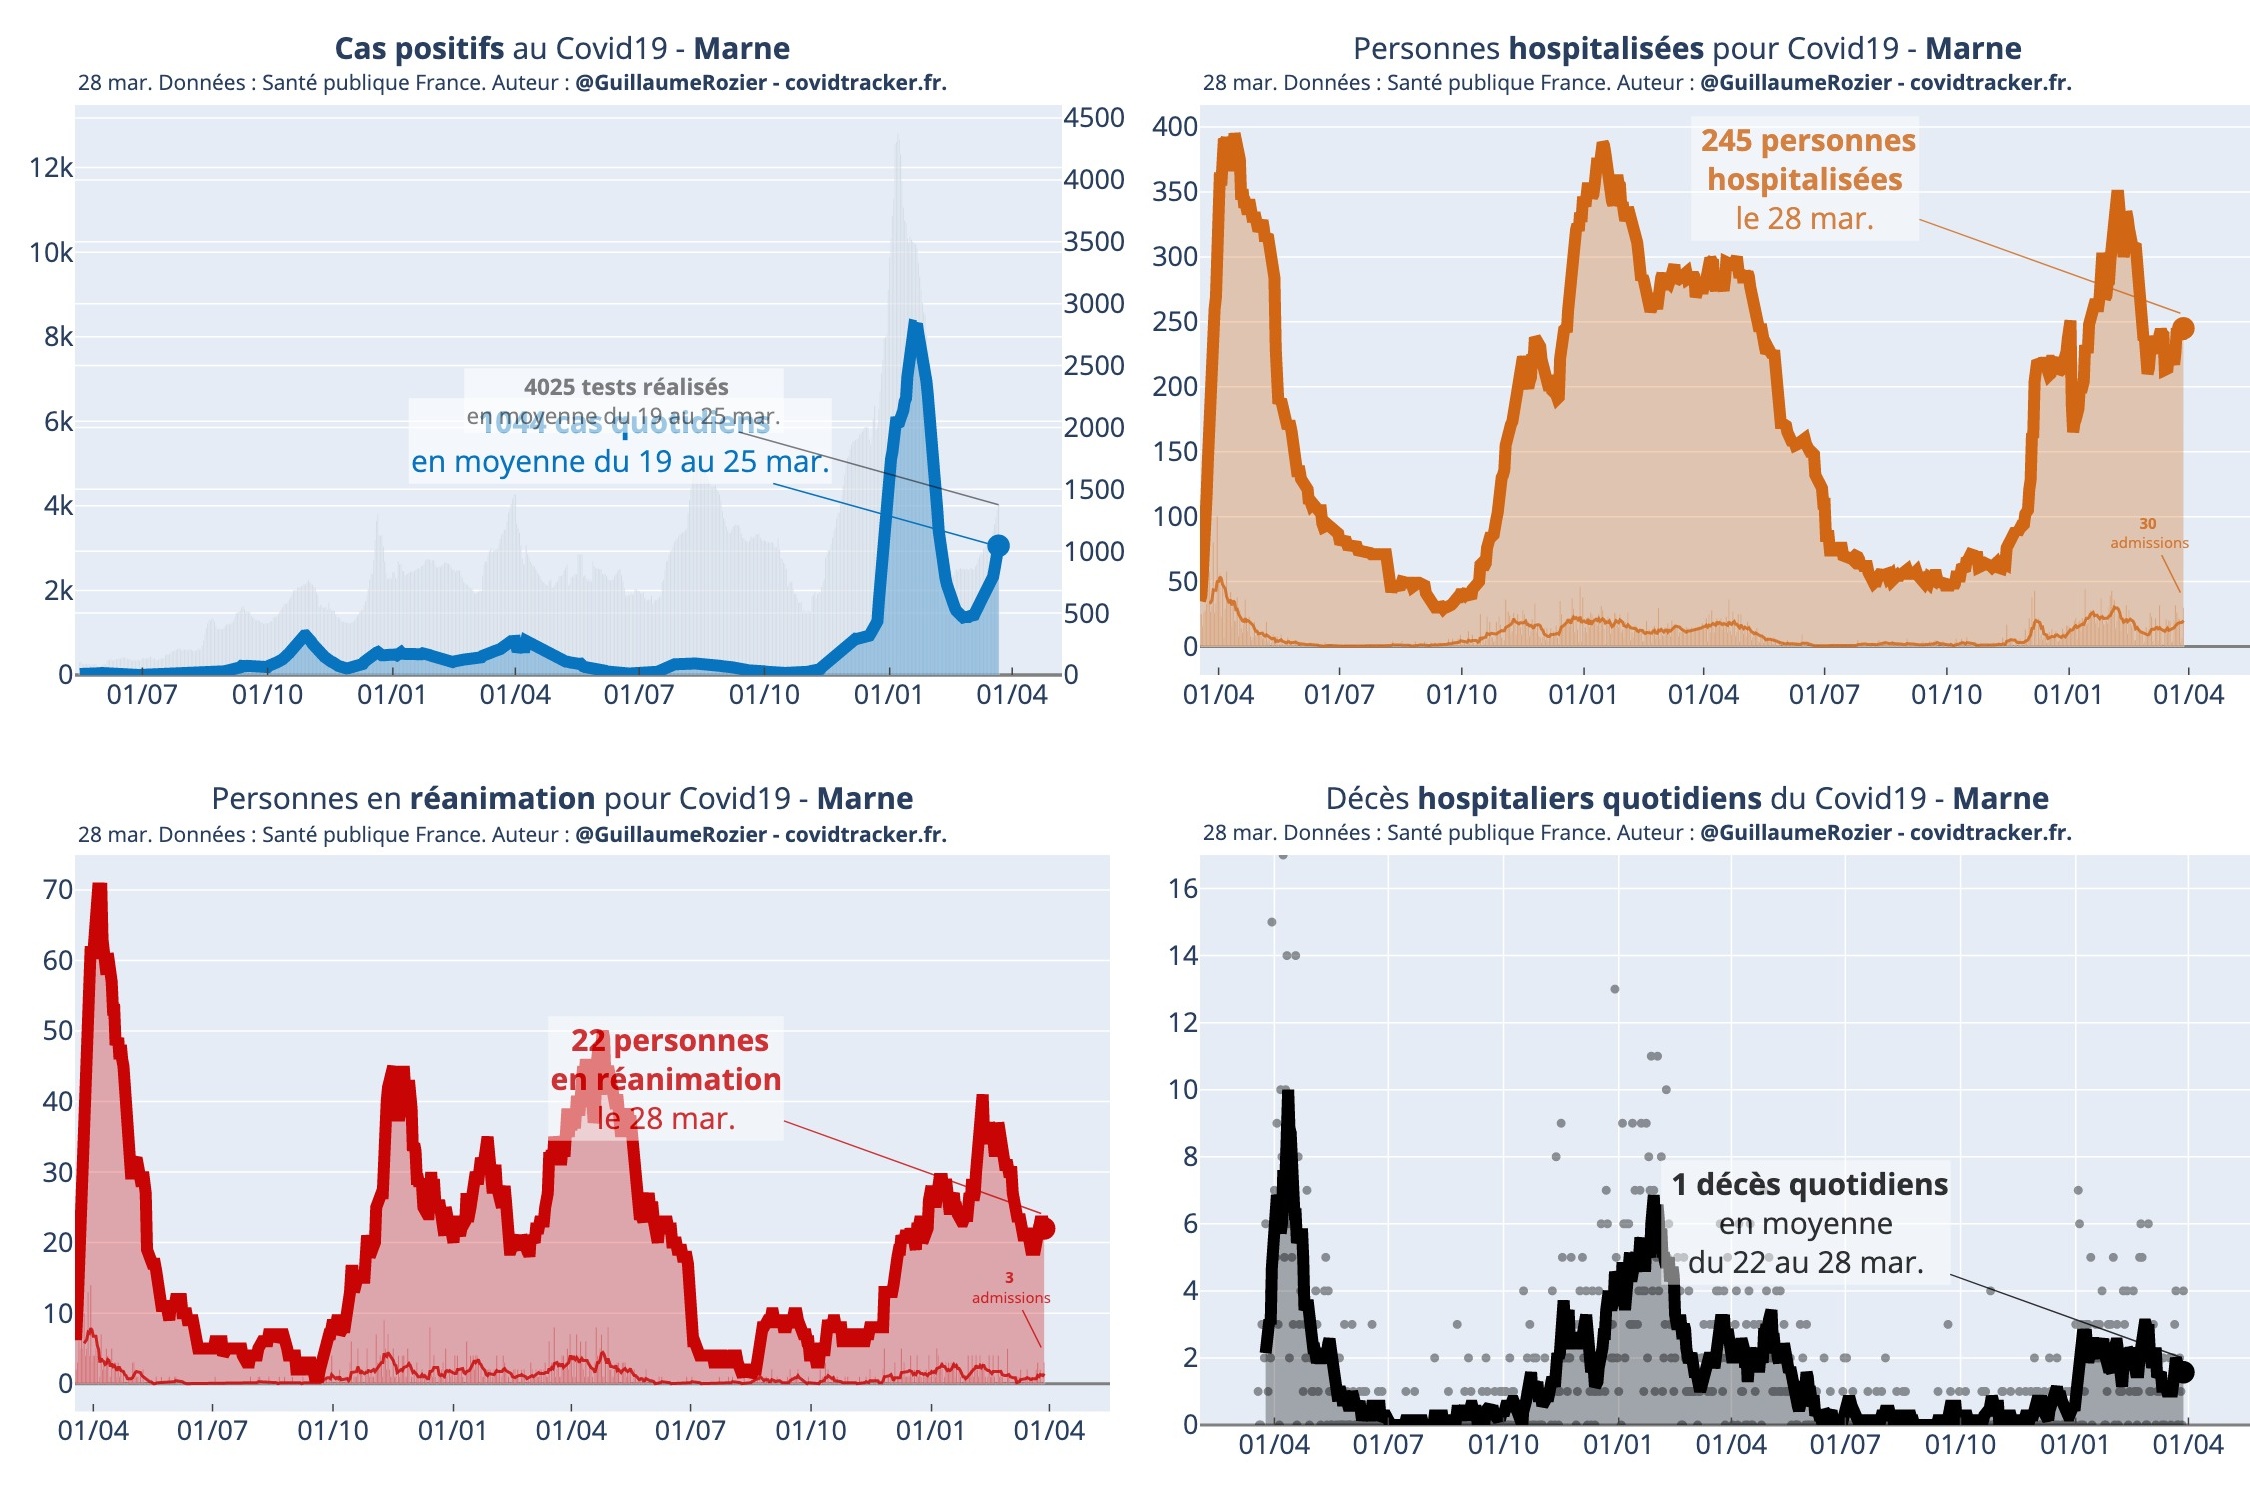 Cas positifs au Covid19 - Marne
28 mar. Données : Santé publique France. Auteur : @GuillaumeRozier - covidtracker.fr.
12k
10k
8k
6k
4k
2k
0
4500
4000
3500
3000
2500
2000
1500
1000
500
0
4025 tests réalisés
en moyenne du 19 au 25 mar.
1044 cas quotidiens
en moyenne du 19 au 25 mar.
01/07 01/10 01/01 01/04 01/07 01/10 01/01 01/04
Personnes hospitalisées pour Covid19 - Marne
28 mar. Données : Santé publique France. Auteur : @GuillaumeRozier - covidtracker.fr.
400
350
300
250
200
150
100
50
0
245 personnes
hospitalisées
le 28 mar.
30
admissions
01/04 01/07 01/10 01/01 01/04 01/07 01/10 01/01 01/04
Personnes en réanimation pour Covid19 - Marne
28 mar. Données : Santé publique France. Auteur : @GuillaumeRozier - covidtracker.fr.
70
60
50
40
30
20
10
0
22 personnes
en réanimation
le 28 mar.
3
admissions
01/04 01/07 01/10 01/01 01/04 01/07 01/10 01/01 01/04
Décès hospitaliers quotidiens du Covid19 - Marne
28 mar. Données : Santé publique France. Auteur : @GuillaumeRozier - covidtracker.fr.
16
14
12
10
8
6
4
2
0
1 décès quotidiens
en moyenne
du 22 au 28 mar.
01/04 01/07 01/10 01/01 01/04 01/07 01/10 01/01 01/04